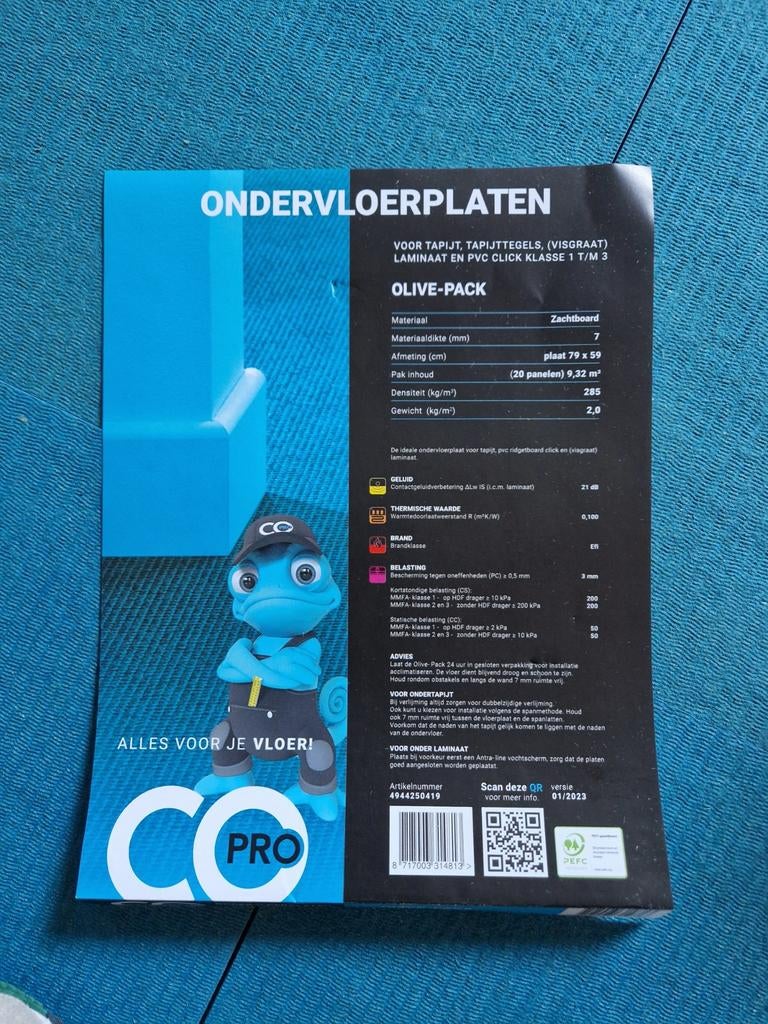 ONDERVLOERPLATEN
VOOR TAPIJT, TAPIJTTEGELS, (VISGRAAT)
LAMINAAT EN PVC CLICK KLASSE 1 T/M 3
OLIVE-PACK
Materiaal Zachtboard
Materiaaldikte (mm) 7
Afmeting (cm) plaat 79 x 59
Pak inhoud (20 panelen) 9,32 m²
Densiteit (kg/m³) 285
Gewicht (kg/m²) 2,0
De ideale ondervloerplaat voor tapijt, pvc ridgetboard click en (visgraat)
laminaat.
GELUID
Contactgeluidverbetering ΔLw IS (i.c.m. laminaat) 21 dB
THERMISCHE WAARDE
Warmtedoorlaatweerstand R (m²K/W) 0,100
BRAND
Brandklasse Efl
BELASTING
Bescherming tegen oneffenheden (PC) ≥ 0,5 mm 3 mm
Kortstondige belasting (CS):
MMFA- klasse 1 - op HDF drager ≥ 10 kPa 200
MMFA- klasse 2 en 3 - zonder HDF drager ≥ 200 kPa 200
Statische belasting (CC):
MMFA- klasse 1 - op HDF drager ≥ 2 kPa 50
MMFA- klasse 2 en 3 - zonder HDF drager ≥ 10 kPa 50
ADVIES
Laat de Olive- Pack 24 uur in gesloten verpakking voor installatie
acclimatiseren. De vloer dient blijvend droog en schoon te zijn.
Houd rondom obstakels en langs de wand 7 mm ruimte vrij.
VOOR ONDERTAPIJT
Bij verlijming altijd zorgen voor dubbelzijdige verlijming.
Ook kunt u kiezen voor installatie volgens de spanmethode. Houd
ook 7 mm ruimte vrij tussen de vloerplaat en de spanlatten.
Voorkom dat de naden van het tapijt gelijk komen te liggen met de naden
van de ondervloer.
VOOR ONDER LAMINAAT
Plaats bij voorkeur eerst een Antra-line vochtscherm, zorg dat de platen
goed aangesloten worden geplaatst.
Artikelnummer
4944250419
Scan deze QR
voor meer info.
versie
01/2023
8 717003 314813 >
PEFC
CO PRO
ALLES VOOR JE VLOER!
CO PRO